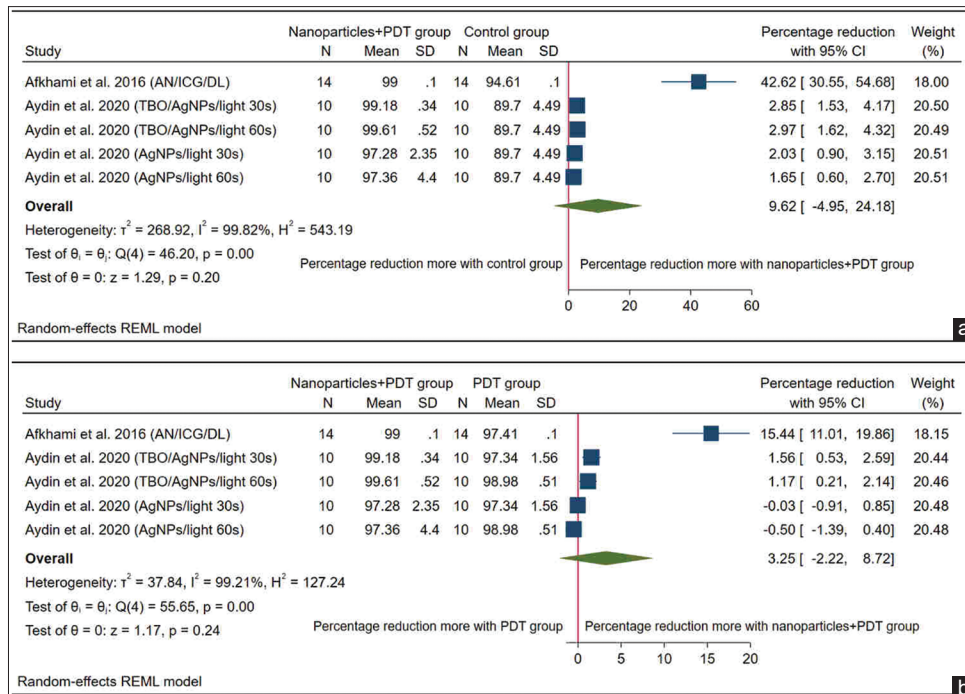 Nanoparticles+PDT group Control group Percentage reduction Weight
Study N Mean SD N Mean SD with 95% CI (%)
Afkhami et al. 2016 (AN/ICG/DL) 14 99 .1 14 94.61 .1 42.62 [ 30.55, 54.68] 18.00
Aydin et al. 2020 (TBO/AgNPs/light 30s) 10 99.18 .34 10 89.7 4.49 2.85 [ 1.53, 4.17] 20.50
Aydin et al. 2020 (TBO/AgNPs/light 60s) 10 99.61 .52 10 89.7 4.49 2.97 [ 1.62, 4.32] 20.49
Aydin et al. 2020 (AgNPs/light 30s) 10 97.28 2.35 10 89.7 4.49 2.03 [ 0.90, 3.15] 20.51
Aydin et al. 2020 (AgNPs/light 60s) 10 97.36 4.4 10 89.7 4.49 1.65 [ 0.60, 2.70] 20.51
Overall 9.62 [ -4.95, 24.18]
Heterogeneity: τ² = 268.92, I² = 99.82%, H² = 543.19
Test of θᵢ = θⱼ: Q(4) = 46.20, p = 0.00
Percentage reduction more with control group Percentage reduction more with nanoparticles+PDT group
Test of θ = 0: z = 1.29, p = 0.20
0 20 40 60
Random-effects REML model
a
Nanoparticles+PDT group PDT group Percentage reduction Weight
Study N Mean SD N Mean SD with 95% CI (%)
Afkhami et al. 2016 (AN/ICG/DL) 14 99 .1 14 97.41 .1 15.44 [ 11.01, 19.86] 18.15
Aydin et al. 2020 (TBO/AgNPs/light 30s) 10 99.18 .34 10 97.34 1.56 1.56 [ 0.53, 2.59] 20.44
Aydin et al. 2020 (TBO/AgNPs/light 60s) 10 99.61 .52 10 98.98 .51 1.17 [ 0.21, 2.14] 20.46
Aydin et al. 2020 (AgNPs/light 30s) 10 97.28 2.35 10 97.34 1.56 -0.03 [ -0.91, 0.85] 20.48
Aydin et al. 2020 (AgNPs/light 60s) 10 97.36 4.4 10 98.98 .51 -0.50 [ -1.39, 0.40] 20.48
Overall 3.25 [ -2.22, 8.72]
Heterogeneity: τ² = 37.84, I² = 99.21%, H² = 127.24
Test of θᵢ = θⱼ: Q(4) = 55.65, p = 0.00
Test of θ = 0: z = 1.17, p = 0.24 Percentage reduction more with PDT group Percentage reduction more with nanoparticles+PDT group
0 5 10 15 20
Random-effects REML model
b